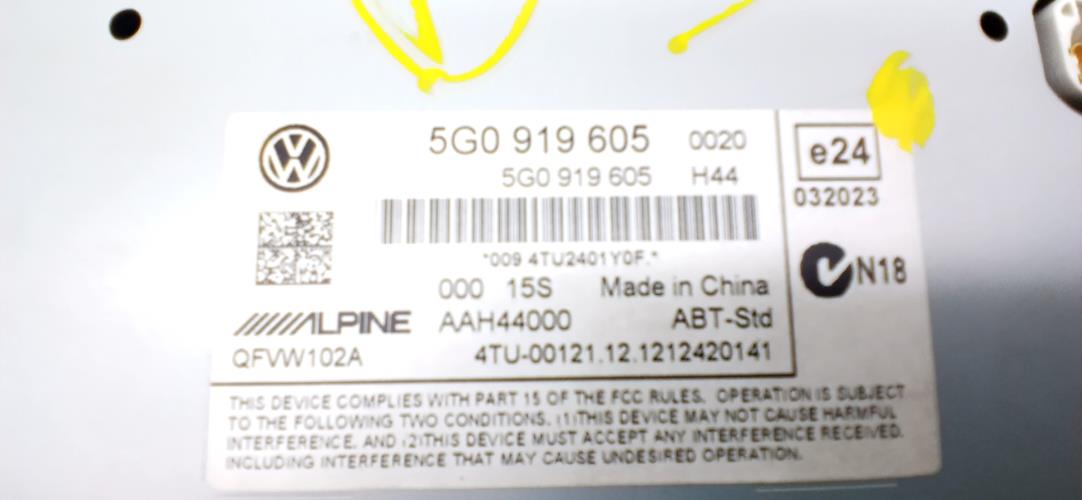 5G0 919 605 0020
5G0 919 605 H44
*009 4TU2401Y0F.*
000 15S Made in China
ALPINE AAH44000 ABT-Std
QFVW102A 4TU-00121.12.1212420141
e24
032023
N18
THIS DEVICE COMPLIES WITH PART 15 OF THE FCC RULES. OPERATION IS SUBJECT
TO THE FOLLOWING TWO CONDITIONS. (1)THIS DEVICE MAY NOT CAUSE HARMFUL
INTERFERENCE, AND (2)THIS DEVICE MUST ACCEPT ANY INTERFERENCE RECEIVED.
INCLUDING INTERFERENCE THAT MAY CAUSE UNDESIRED OPERATION.